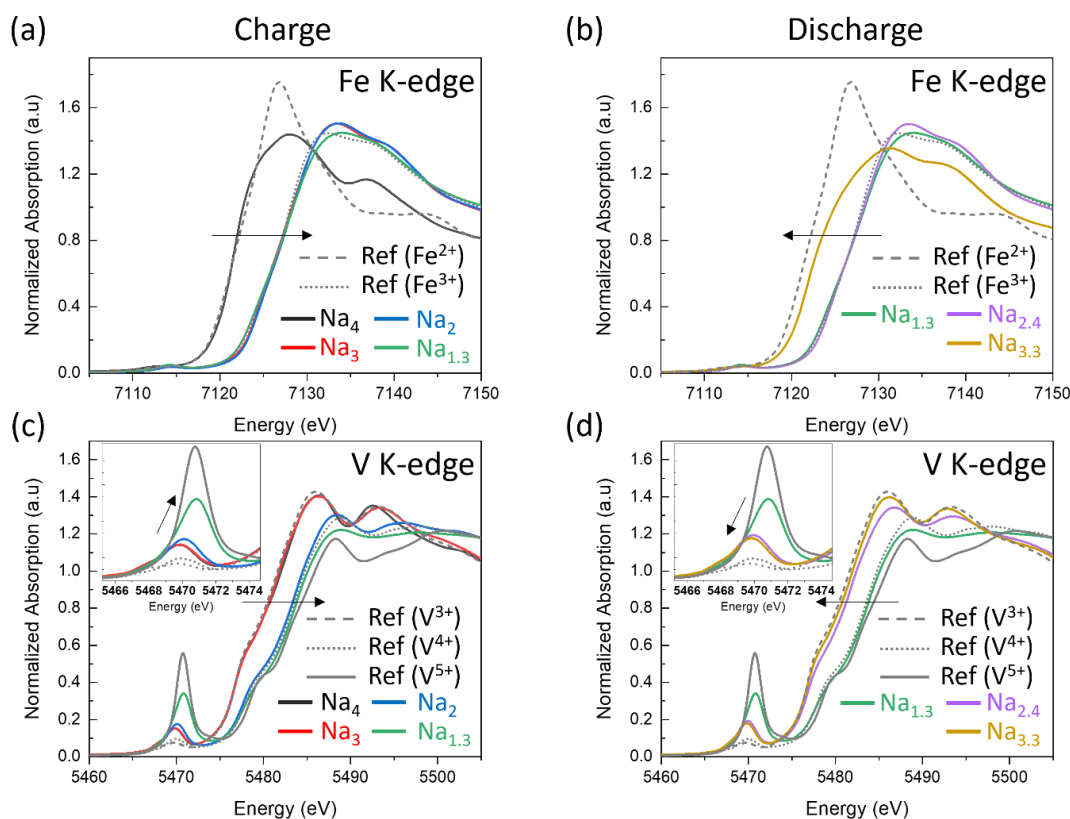 (a) Charge
(b) Discharge
Fe K-edge
1.6
1.2
0.8
0.4
0.0
Normalized Absorption (a.u)
Ref (Fe2+)
Ref (Fe3+)
Na4 Na2
Na3 Na1.3
7110 7120 7130 7140 7150
Energy (eV)
Fe K-edge
1.6
1.2
0.8
0.4
0.0
Normalized Absorption (a.u)
Ref (Fe2+)
Ref (Fe3+)
Na1.3 Na2.4
Na3.3
7110 7120 7130 7140 7150
Energy (eV)
(c)
V K-edge
1.6
1.4
1.2
1.0
0.8
0.6
0.4
0.2
0.0
Normalized Absorption (a.u)
5466 5468 5470 5472 5474
Energy (eV)
Ref (V3+)
Ref (V4+)
Ref (V5+)
Na4 Na2
Na3 Na1.3
5460 5470 5480 5490 5500
Energy (eV)
(d)
V K-edge
1.6
1.4
1.2
1.0
0.8
0.6
0.4
0.2
0.0
Normalized Absorption (a.u)
5466 5468 5470 5472 5474
Energy (eV)
Ref (V3+)
Ref (V4+)
Ref (V5+)
Na1.3 Na2.4
Na3.3
5460 5470 5480 5490 5500
Energy (eV)